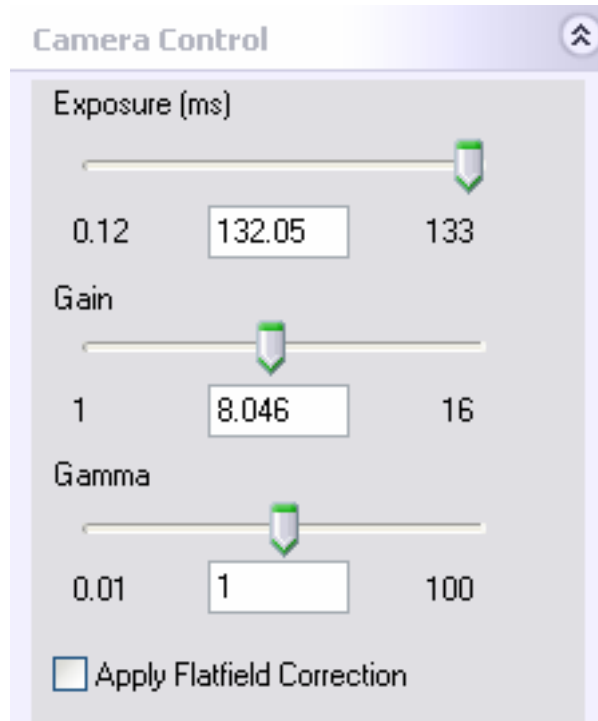 Camera Control
Exposure (ms)
0.12 132.05 133
Gain
1 8.046 16
Gamma
0.01 1 100
Apply Flatfield Correction